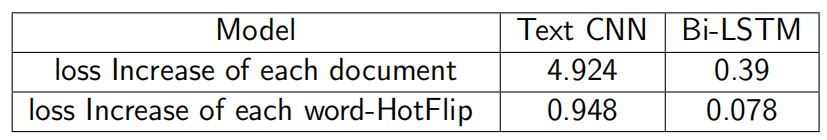 Model Text CNN Bi-LSTM
loss Increase of each document 4.924 0.39
loss Increase of each word-HotFlip 0.948 0.078